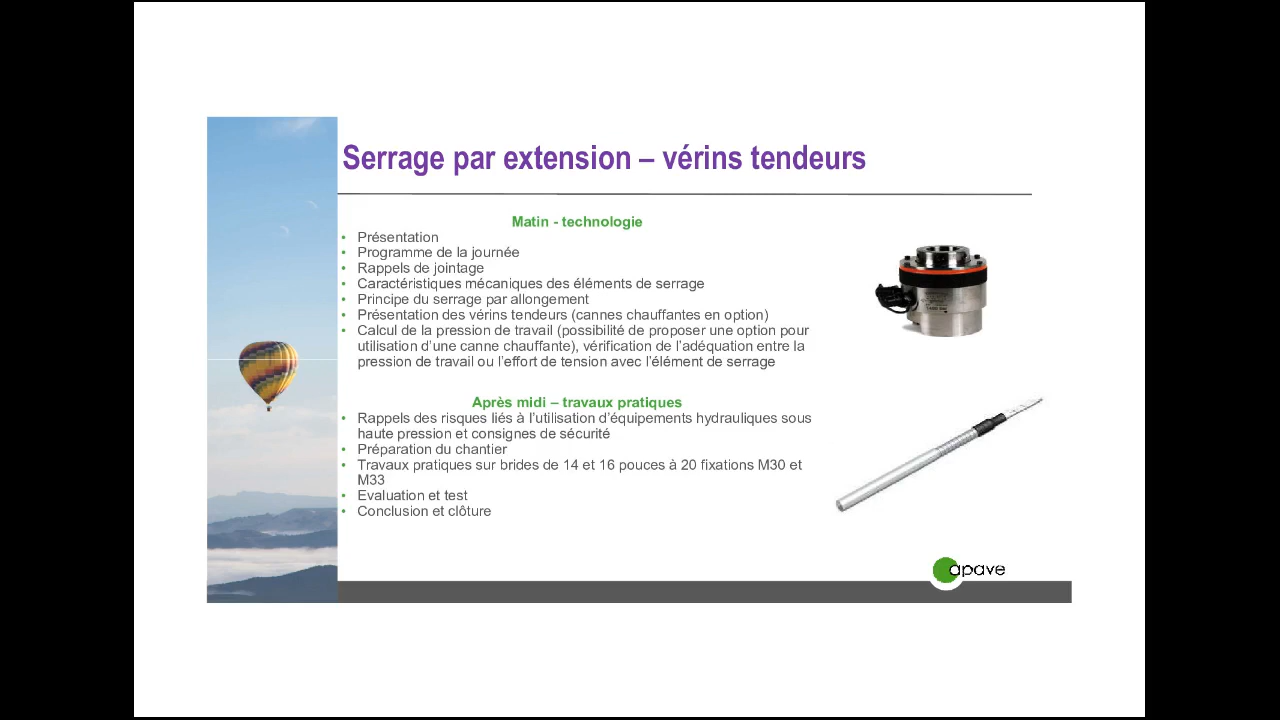 Serrage par extension – vérins tendeurs
Matin - technologie
• Présentation
• Programme de la journée
• Rappels de jointage
• Caractéristiques mécaniques des éléments de serrage
• Principe du serrage par allongement
• Présentation des vérins tendeurs (cannes chauffantes en option)
• Calcul de la pression de travail (possibilité de proposer une option pour
utilisation d’une canne chauffante), vérification de l’adéquation entre la
pression de travail ou l’effort de tension avec l’élément de serrage
Après midi – travaux pratiques
• Rappels des risques liés à l’utilisation d’équipements hydrauliques sous
haute pression et consignes de sécurité
• Préparation du chantier
• Travaux pratiques sur brides de 14 et 16 pouces à 20 fixations M30 et
M33
• Evaluation et test
• Conclusion et clôture
apave